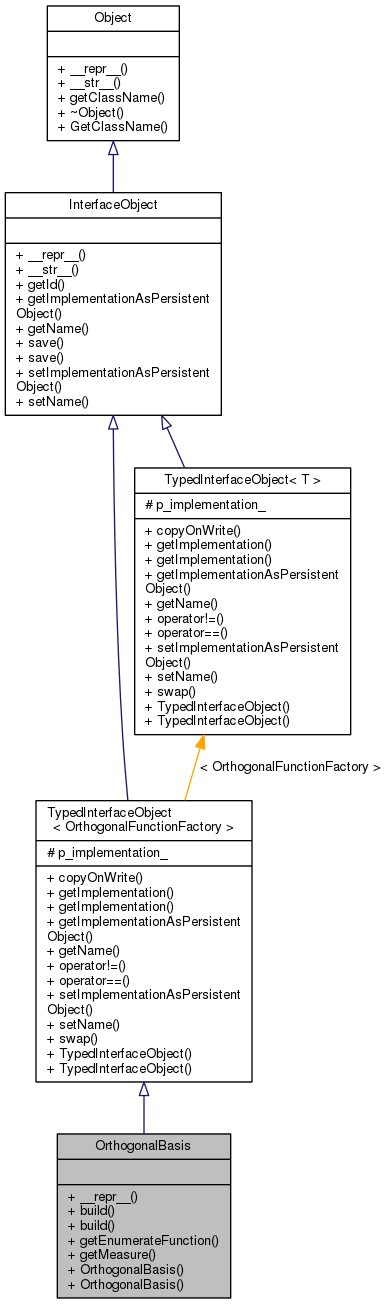 Object
+ __repr__()
+ __str__()
+ getClassName()
+ ~Object()
+ GetClassName()
InterfaceObject
+ __repr__()
+ __str__()
+ getId()
+ getImplementationAsPersistent
Object()
+ getName()
+ save()
+ save()
+ setImplementationAsPersistent
Object()
+ setName()
TypedInterfaceObject< T >
# p_implementation_
+ copyOnWrite()
+ getImplementation()
+ getImplementation()
+ getImplementationAsPersistent
Object()
+ getName()
+ operator!=()
+ operator==()
+ setImplementationAsPersistent
Object()
+ setName()
+ swap()
+ TypedInterfaceObject()
+ TypedInterfaceObject()
< OrthogonalFunctionFactory >
TypedInterfaceObject
< OrthogonalFunctionFactory >
# p_implementation_
+ copyOnWrite()
+ getImplementation()
+ getImplementation()
+ getImplementationAsPersistent
Object()
+ getName()
+ operator!=()
+ operator==()
+ setImplementationAsPersistent
Object()
+ setName()
+ swap()
+ TypedInterfaceObject()
+ TypedInterfaceObject()
OrthogonalBasis
+ __repr__()
+ build()
+ build()
+ getEnumerateFunction()
+ getMeasure()
+ OrthogonalBasis()
+ OrthogonalBasis()